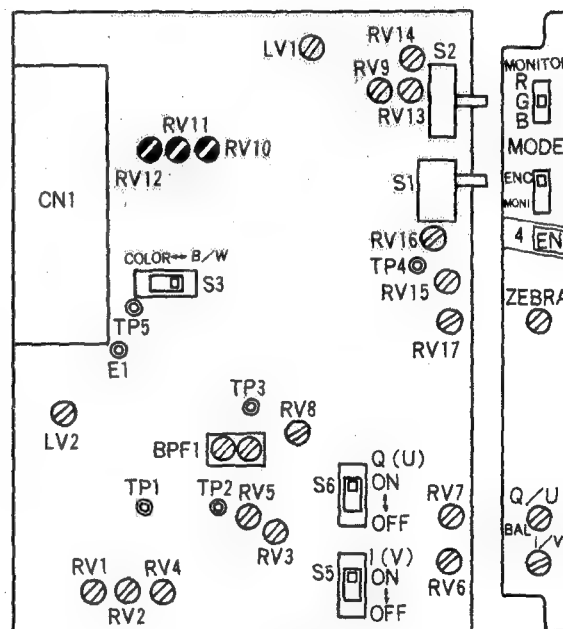 LV1
RV14
S2
RV9
RV13
MONITOR
R
G
B
RV11
RV10
RV12
MODE
CN1
S1
ENC
MONI
RV16
4 EN
TP4
COLOR↔B/W
S3
RV15
ZEBRA
TP5
RV17
E1
TP3
LV2
RV8
BPF1
Q (U)
S6
ON
↓
OFF
TP1
TP2
RV5
RV7
Q/U
BAL
I/V
RV3
RV1
RV4
RV2
S5
I (V)
ON
↓
OFF
RV6